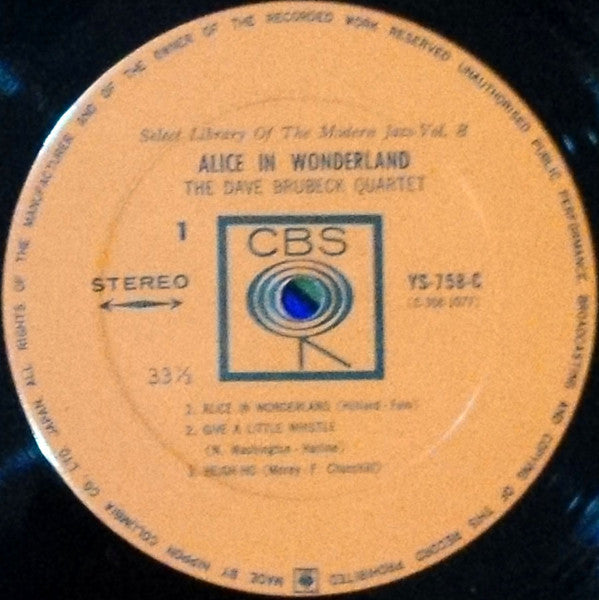 ALL RIGHTS OF THE MANUFACTURER AND OF THE OWNER OF THE RECORDED WORK RESERVED UNAUTHORISED PUBLIC PERFORMANCE BROADCASTING AND COPYING OF THIS RECORD PROHIBITED
MADE BY NIPPON COLUMBIA CO., LTD. JAPAN
Select Library Of The Modern Jazz Vol. 8
ALICE IN WONDERLAND
THE DAVE BRUBECK QUARTET
1
CBS
STEREO
YS-758-C
33⅓
1. ALICE IN WONDERLAND (Hilliard - Fain)
2. GIVE A LITTLE WHISTLE
(N. Washington - Harline)
3. HEIGH-HO (Morey F Churchill)